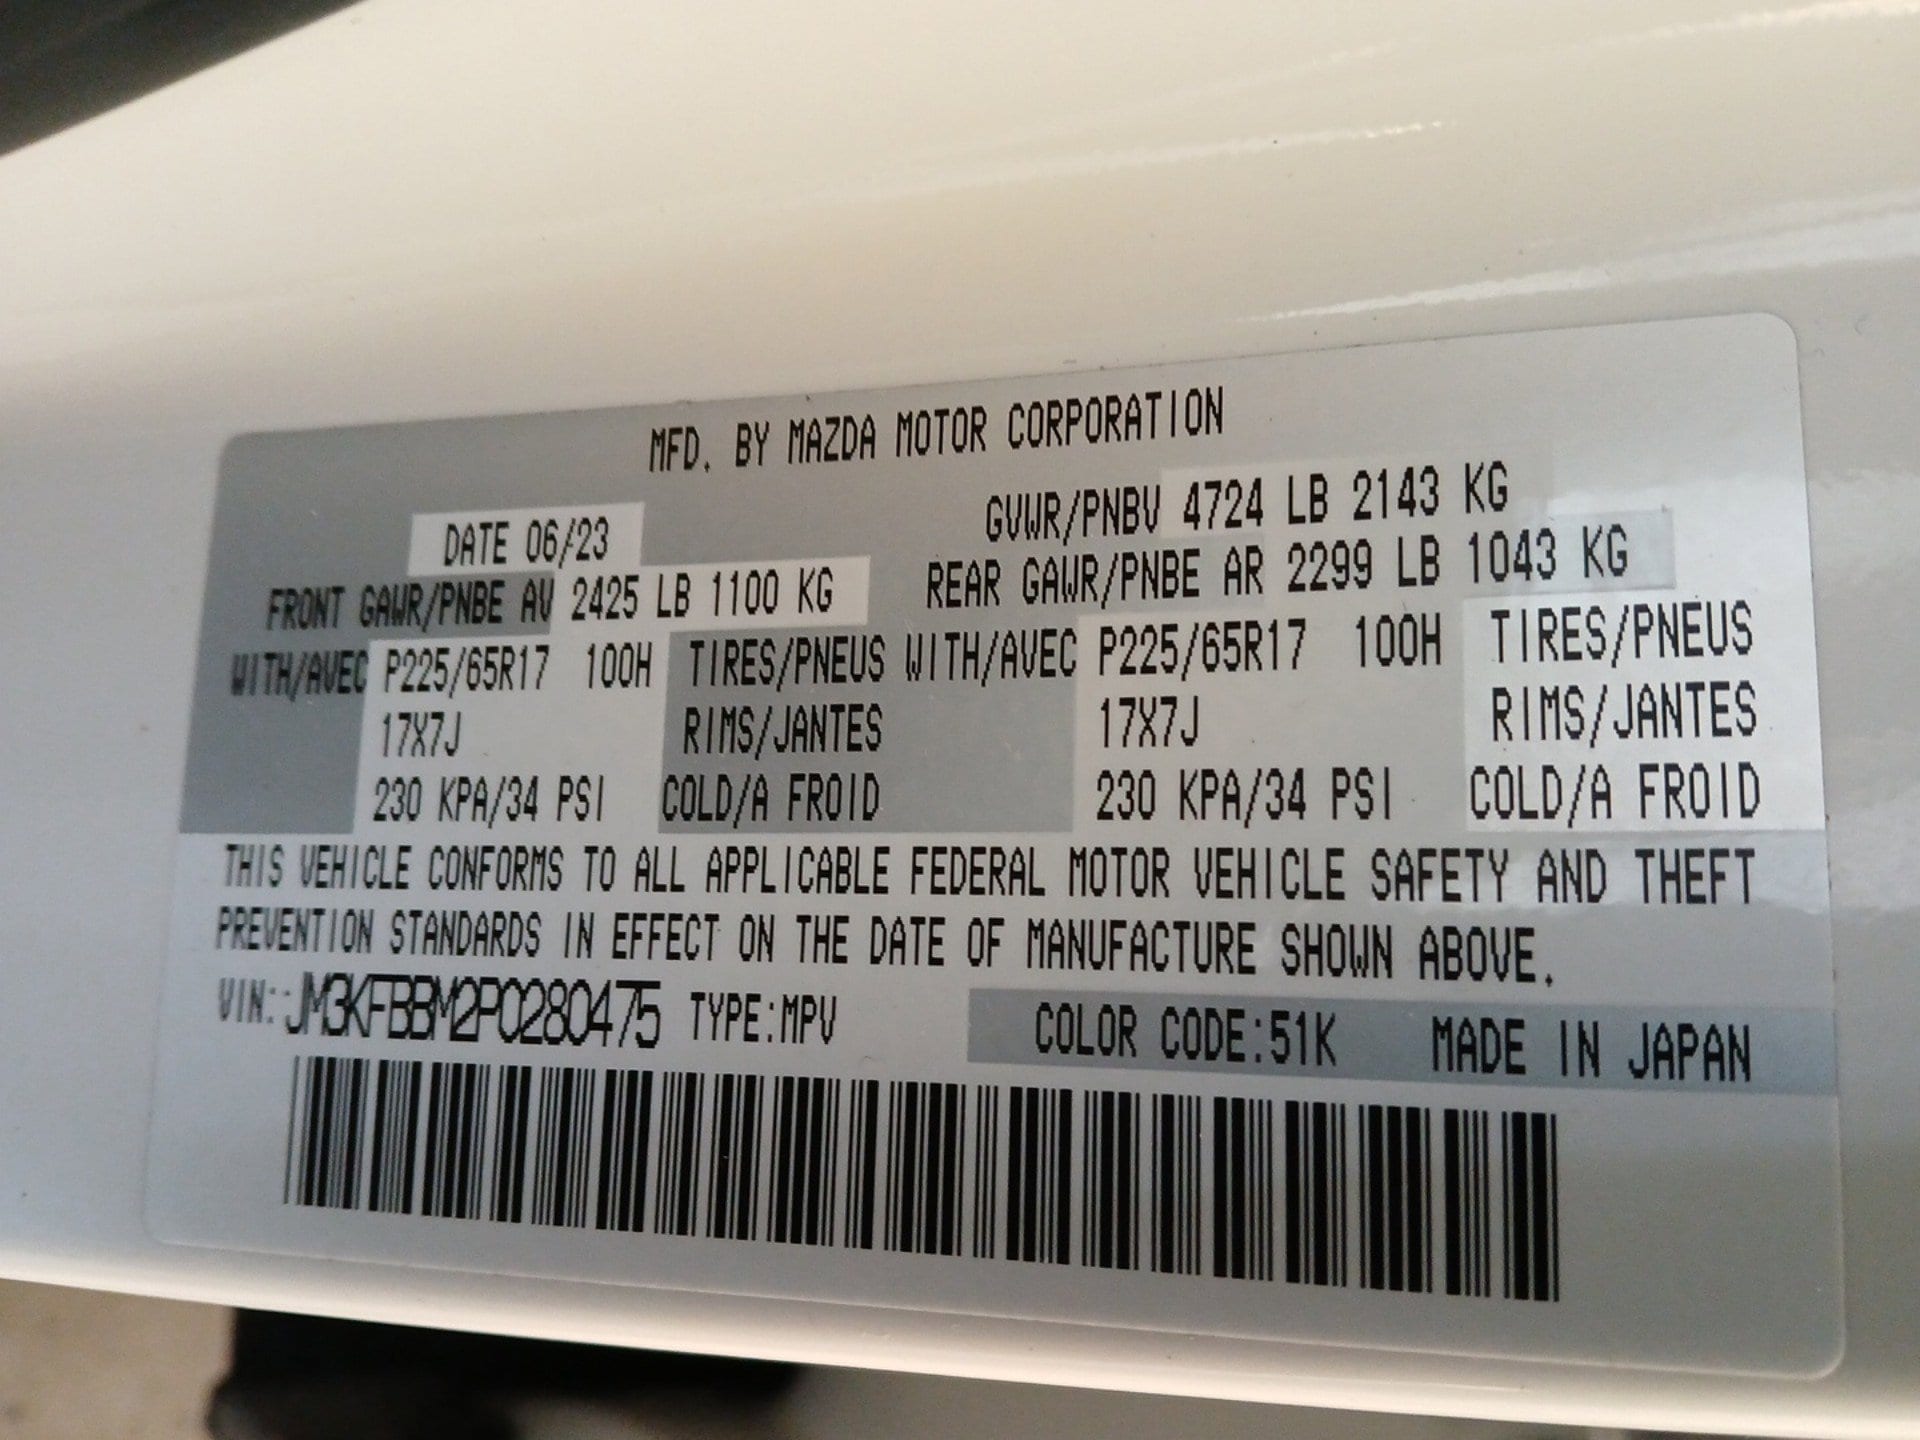 MFD. BY MAZDA MOTOR CORPORATION
DATE 06/23 GVWR/PNBV 4724 LB 2143 KG
FRONT GAWR/PNBE AV 2425 LB 1100 KG REAR GAWR/PNBE AR 2299 LB 1043 KG
WITH/AVEC P225/65R17 100H TIRES/PNEUS WITH/AVEC P225/65R17 100H TIRES/PNEUS
17X7J RIMS/JANTES 17X7J RIMS/JANTES
230 KPA/34 PSI COLD/A FROID 230 KPA/34 PSI COLD/A FROID
THIS VEHICLE CONFORMS TO ALL APPLICABLE FEDERAL MOTOR VEHICLE SAFETY AND THEFT
PREVENTION STANDARDS IN EFFECT ON THE DATE OF MANUFACTURE SHOWN ABOVE.
VIN: JM3KFBBM2P0280475 TYPE:MPV COLOR CODE:51K MADE IN JAPAN